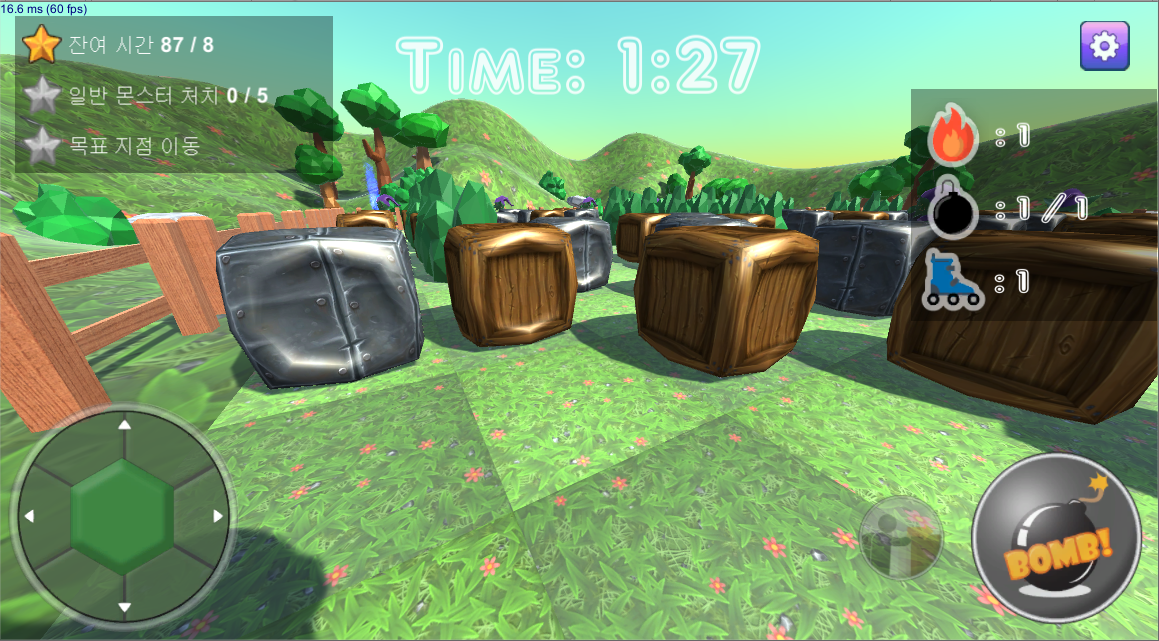 16.6 ms (60 fps)
잔여 시간 87 / 8
일반 몬스터 처치 0 / 5
목표 지점 이동
TIME: 1:27
: 1
: 1 / 1
: 1
BOMB!